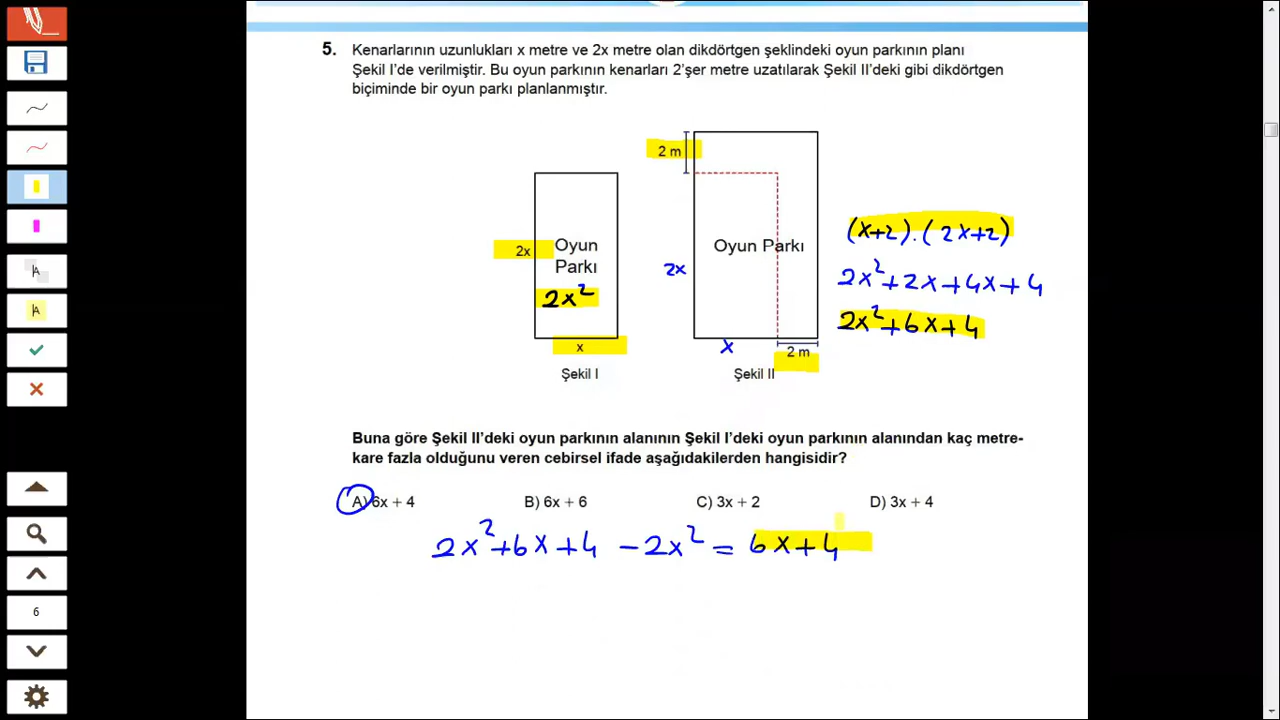 5. Kenarlarının uzunlukları x metre ve 2x metre olan dikdörtgen şeklindeki oyun parkının planı
Şekil I'de verilmiştir. Bu oyun parkının kenarları 2'şer metre uzatılarak Şekil II'deki gibi dikdörtgen
biçiminde bir oyun parkı planlanmıştır.
2x
Oyun
Parkı
2x²
x
Şekil I
2 m
Oyun Parkı
2x
x
2 m
Şekil II
(x+2).(2x+2)
2x²+2x+4x+4
2x²+6x+4
Buna göre Şekil II'deki oyun parkının alanının Şekil I'deki oyun parkının alanından kaç metre-
kare fazla olduğunu veren cebirsel ifade aşağıdakilerden hangisidir?
A) 6x + 4 B) 6x + 6 C) 3x + 2 D) 3x + 4
2x²+6x+4 -2x² = 6x+4
A
A
6